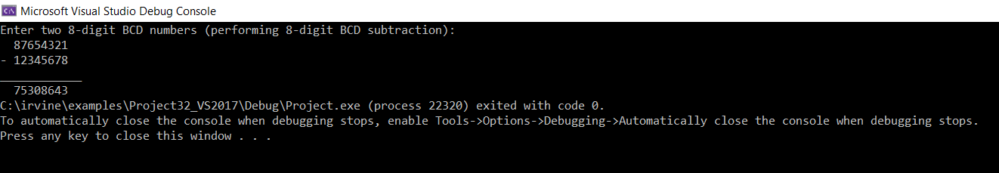 Microsoft Visual Studio Debug Console
Enter two 8-digit BCD numbers (performing 8-digit BCD subtraction):
  87654321
- 12345678
____________
  75308643
C:\irvine\examples\Project32_VS2017\Debug\Project.exe (process 22320) exited with code 0.
To automatically close the console when debugging stops, enable Tools->Options->Debugging->Automatically close the console when debugging stops.
Press any key to close this window . . .